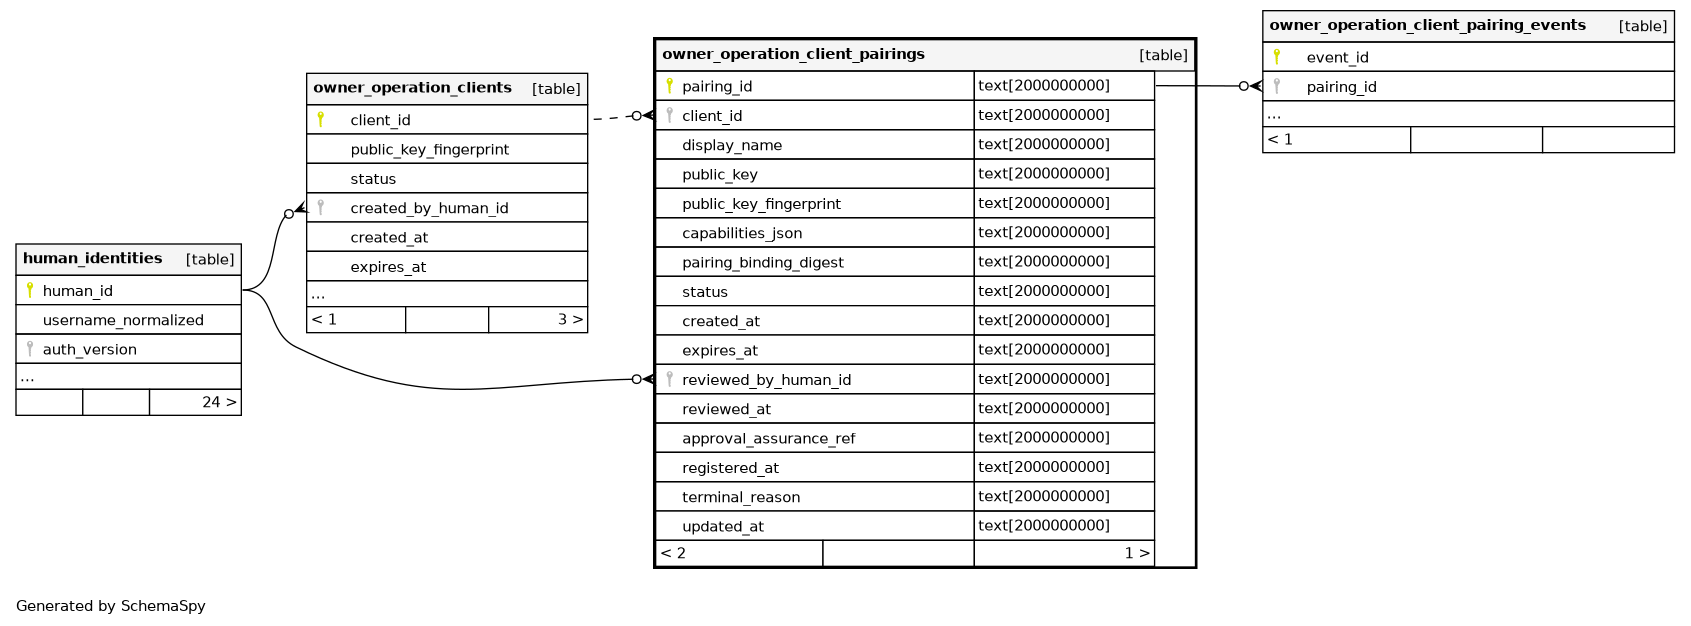 human_identities [table]
human_id
username_normalized
auth_version
...
24 >
owner_operation_clients [table]
client_id
public_key_fingerprint
status
created_by_human_id
created_at
expires_at
...
< 1 3 >
owner_operation_client_pairings [table]
pairing_id text[2000000000]
client_id text[2000000000]
display_name text[2000000000]
public_key text[2000000000]
public_key_fingerprint text[2000000000]
capabilities_json text[2000000000]
pairing_binding_digest text[2000000000]
status text[2000000000]
created_at text[2000000000]
expires_at text[2000000000]
reviewed_by_human_id text[2000000000]
reviewed_at text[2000000000]
approval_assurance_ref text[2000000000]
registered_at text[2000000000]
terminal_reason text[2000000000]
updated_at text[2000000000]
< 2 1 >
owner_operation_client_pairing_events [table]
event_id
pairing_id
...
< 1
Generated by SchemaSpy